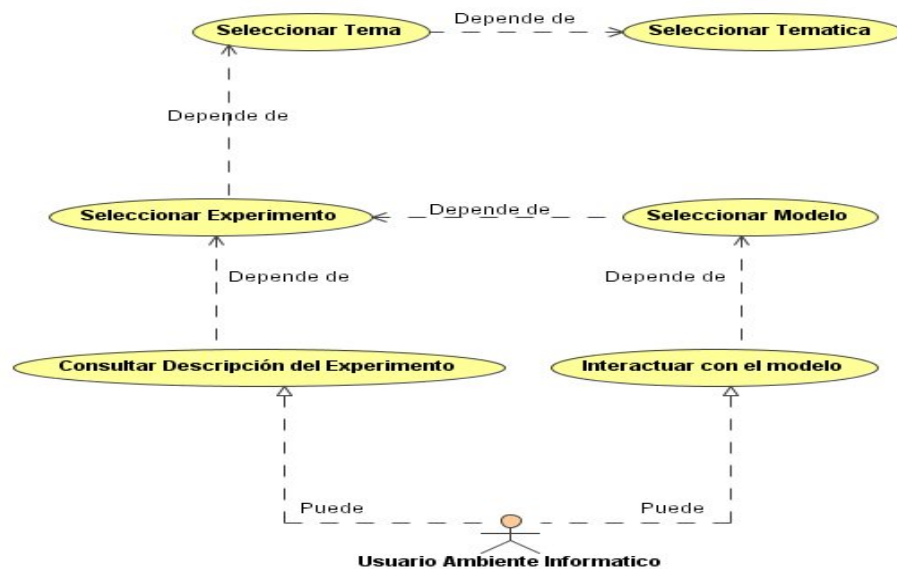 Seleccionar Tema
Depende de
Seleccionar Tematica
Depende de
Seleccionar Experimento
Depende de
Seleccionar Modelo
Depende de
Depende de
Consultar Descripción del Experimento
Interactuar con el modelo
Puede
Puede
Usuario Ambiente Informatico